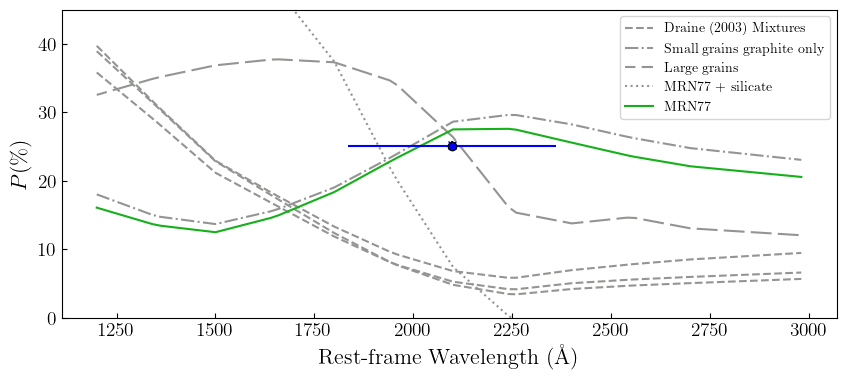 Draine (2003) Mixtures
Small grains graphite only
Large grains
MRN77 + silicate
MRN77
P(%)
40
30
20
10
0
1250 1500 1750 2000 2250 2500 2750 3000
Rest-frame Wavelength (Å)